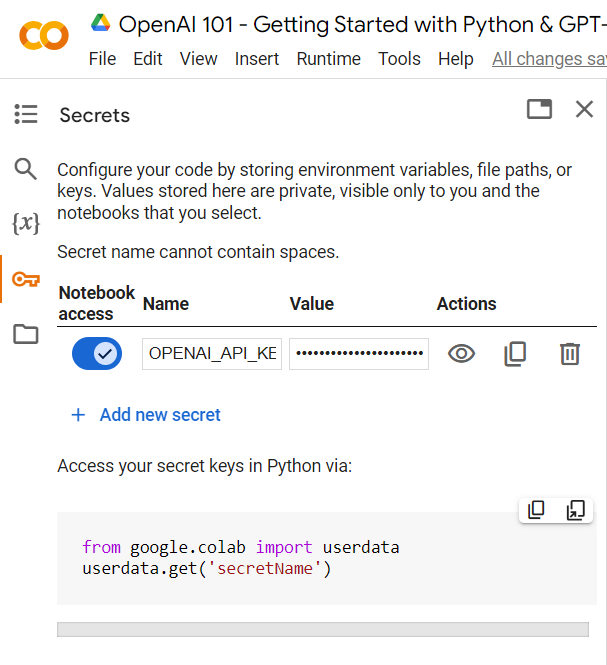 OpenAI 101 - Getting Started with Python & GPT-
File Edit View Insert Runtime Tools Help All changes sa
Secrets
Configure your code by storing environment variables, file paths, or
keys. Values stored here are private, visible only to you and the
notebooks that you select.
Secret name cannot contain spaces.
Notebook access Name Value Actions
OPENAI_API_KE ••••••••••••••••••••••
+ Add new secret
Access your secret keys in Python via:
from google.colab import userdata
userdata.get('secretName')